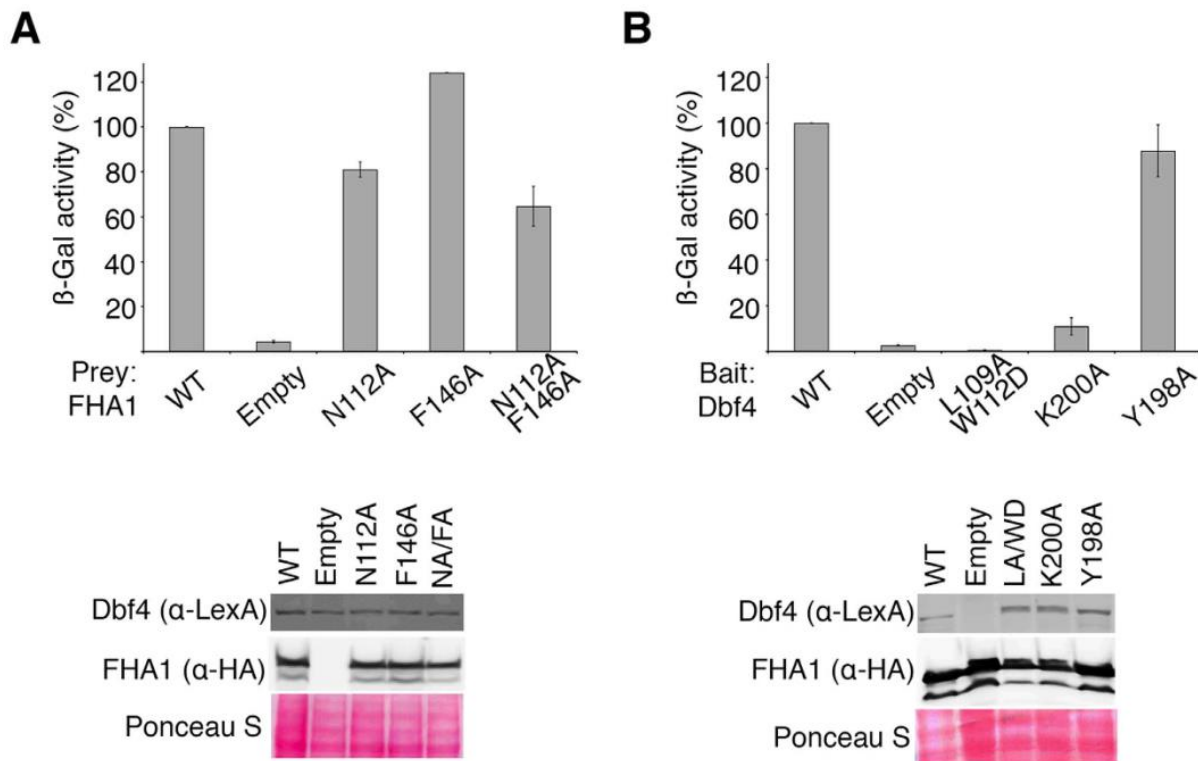 A
ß-Gal activity (%)
120
100
80
60
40
20
Prey:
FHA1
WT
Empty
N112A
F146A
N112A
F146A
WT
Empty
N112A
F146A
NA/FA
Dbf4 (α-LexA)
FHA1 (α-HA)
Ponceau S
B
ß-Gal activity (%)
120
100
80
60
40
20
Bait:
Dbf4
WT
Empty
L109A
W112D
K200A
Y198A
WT
Empty
LA/WD
K200A
Y198A
Dbf4 (α-LexA)
FHA1 (α-HA)
Ponceau S